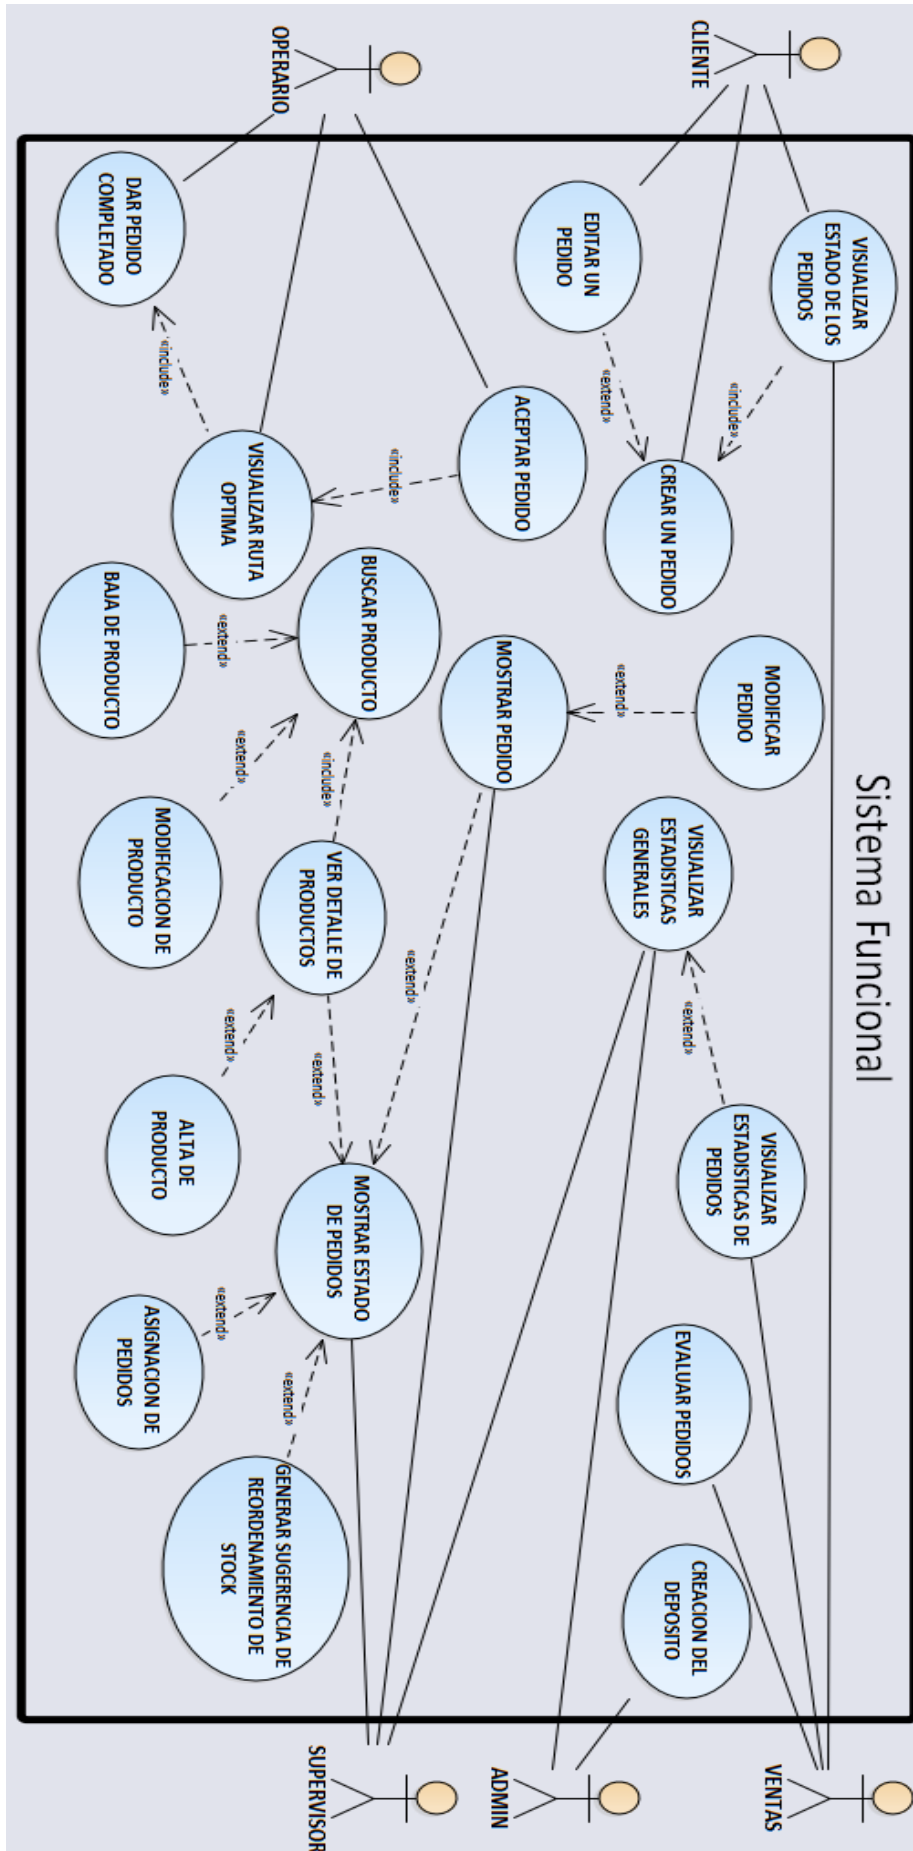 Sistema Funcional
CLIENTE
OPERARIO
VENTAS
ADMIN
SUPERVISOR
VISUALIZAR
ESTADO DE LOS
PEDIDOS
«include»
EDITAR UN
PEDIDO
«extend»
CREAR UN PEDIDO
ACEPTAR PEDIDO
«include»
DAR PEDIDO
COMPLETADO
«include»
VISUALIZAR RUTA
OPTIMA
MODIFICAR
PEDIDO
«extend»
MOSTRAR PEDIDO
«extend»
BUSCAR PRODUCTO
«extend»
BAJA DE PRODUCTO
«extend»
MODIFICACION DE
PRODUCTO
«include»
VER DETALLE DE
PRODUCTOS
«extend»
«extend»
ALTA DE
PRODUCTO
VISUALIZAR
ESTADISTICAS
GENERALES
«extend»
VISUALIZAR
ESTADISTICAS DE
PEDIDOS
MOSTRAR ESTADO
DE PEDIDOS
«extend»
ASIGNACION DE
PEDIDOS
«extend»
GENERAR SUGERENCIA DE
REORDENAMIENTO DE
STOCK
EVALUAR PEDIDOS
CREACION DEL
DEPOSITO